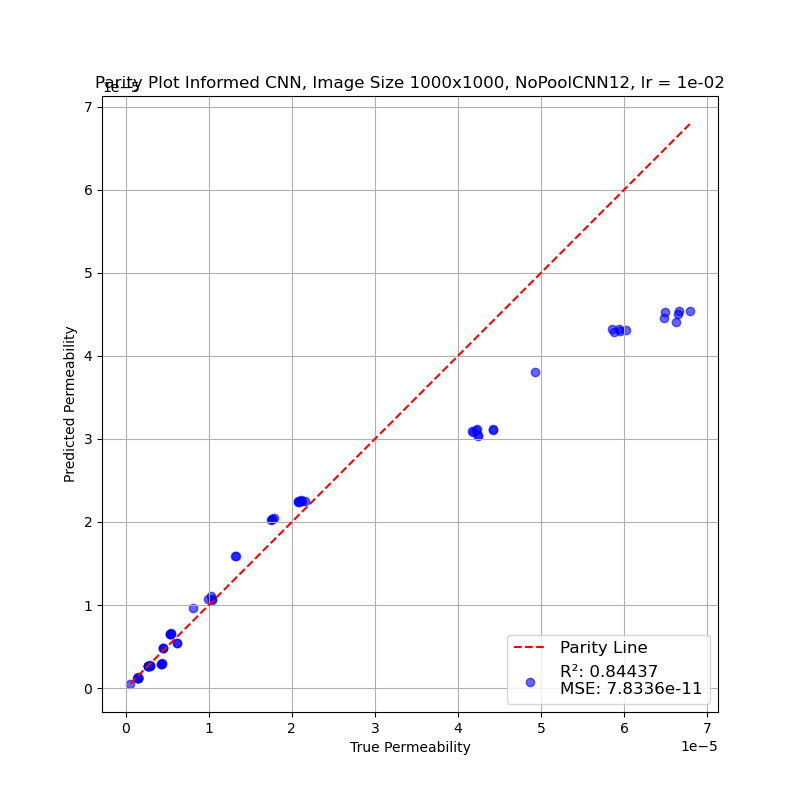 Parity Plot Informed CNN, Image Size 1000x1000, NoPoolCNN12, lr = 1e-02
1e−5
7
6
5
4
3
2
1
0
Predicted Permeability
Parity Line
R²: 0.84437
MSE: 7.8336e-11
0 1 2 3 4 5 6 7
1e−5
True Permeability